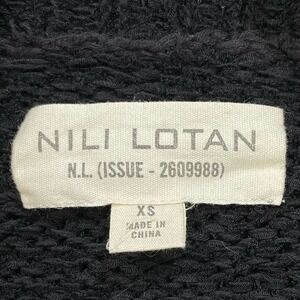 NILI LOTAN
N.L. (ISSUE - 2609988)
XS
MADE IN
CHINA